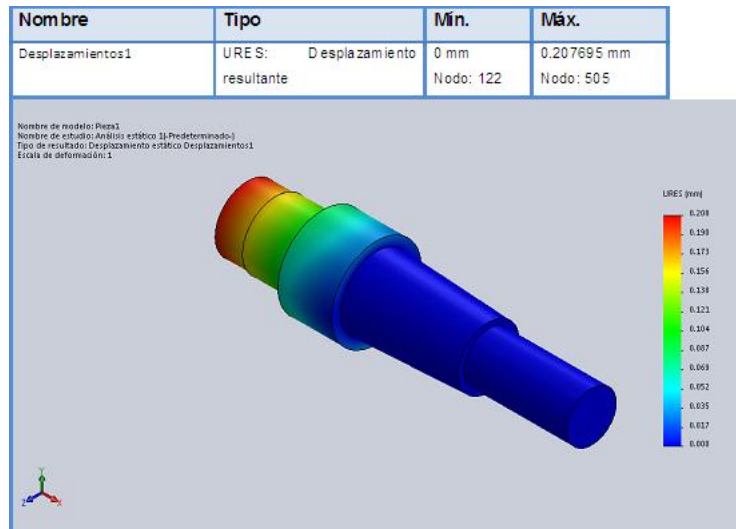 Nombre Tipo Mín. Máx.
Desplazamientos1 URES: Desplazamiento 0 mm 0.207695 mm
resultante Nodo: 122 Nodo: 505
Nombre de modelo: Pieza1
Nombre de estudio: Análisis estático 1(-Predeterminado-)
Tipo de resultado: Desplazamiento estático Desplazamientos1
Escala de deformación: 1
URES (mm)
0.208
0.190
0.173
0.156
0.138
0.121
0.104
0.087
0.069
0.052
0.035
0.017
0.000
Y
Z X